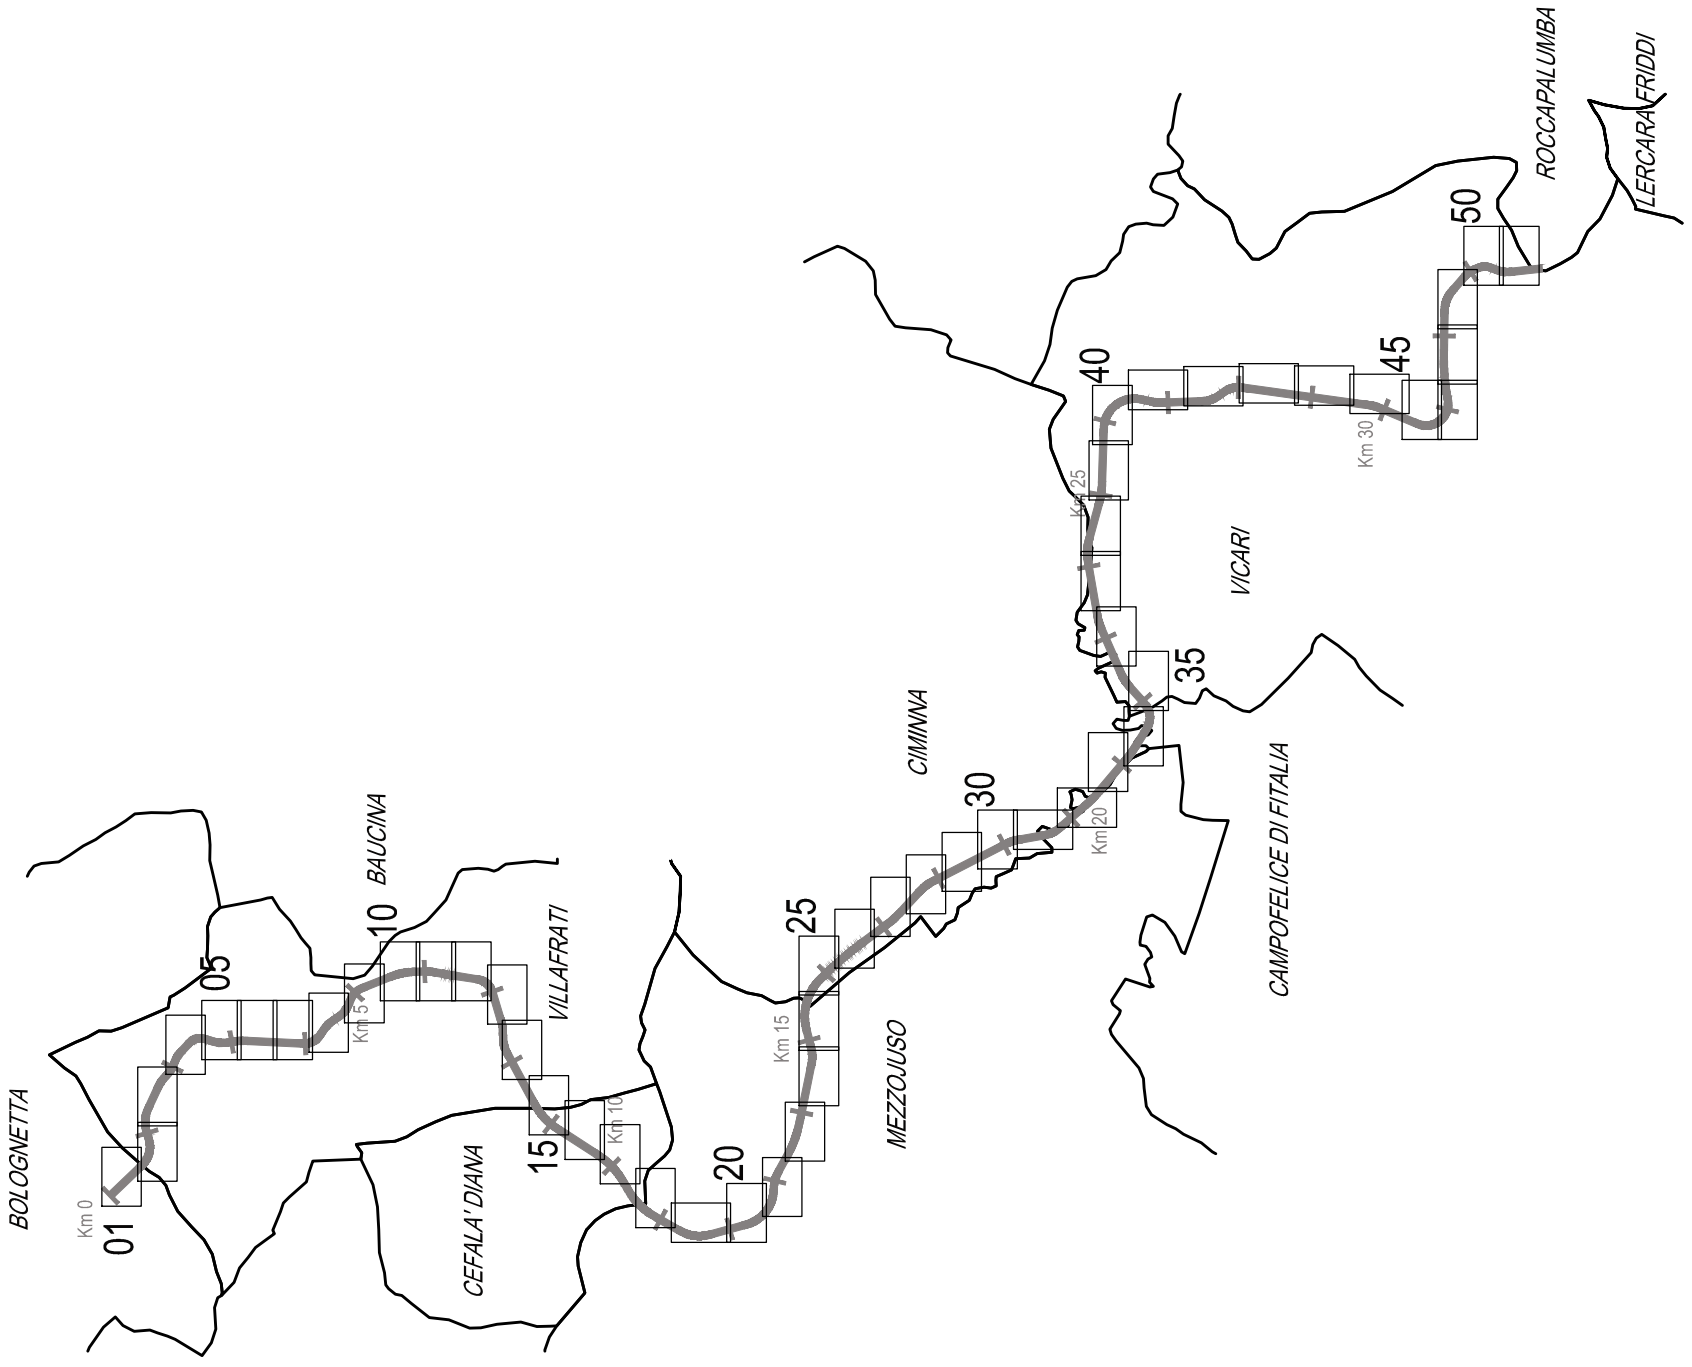 BOLOGNETTA
Km 0
01
05
BAUCINA
10
Km 5
VILLAFRATI
CEFALA' DIANA
15
Km 10
20
Km 15
25
MEZZOJUSO
CIMINNA
30
Km 20
35
CAMPOFELICE DI FITALIA
VICARI
Km 25
40
Km 30
45
50
ROCCAPALUMBA
LERCARA FRIDDI